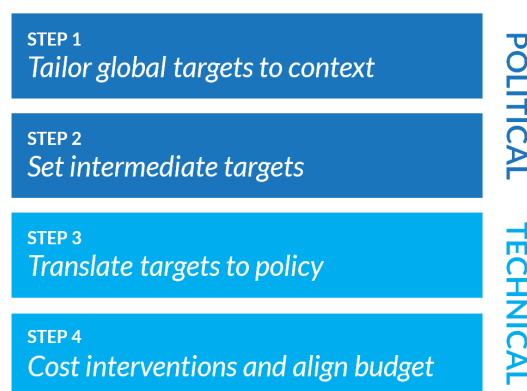 STEP 1
Tailor global targets to context
STEP 2
Set intermediate targets
POLITICAL
STEP 3
Translate targets to policy
STEP 4
Cost interventions and align budget
TECHNICAL